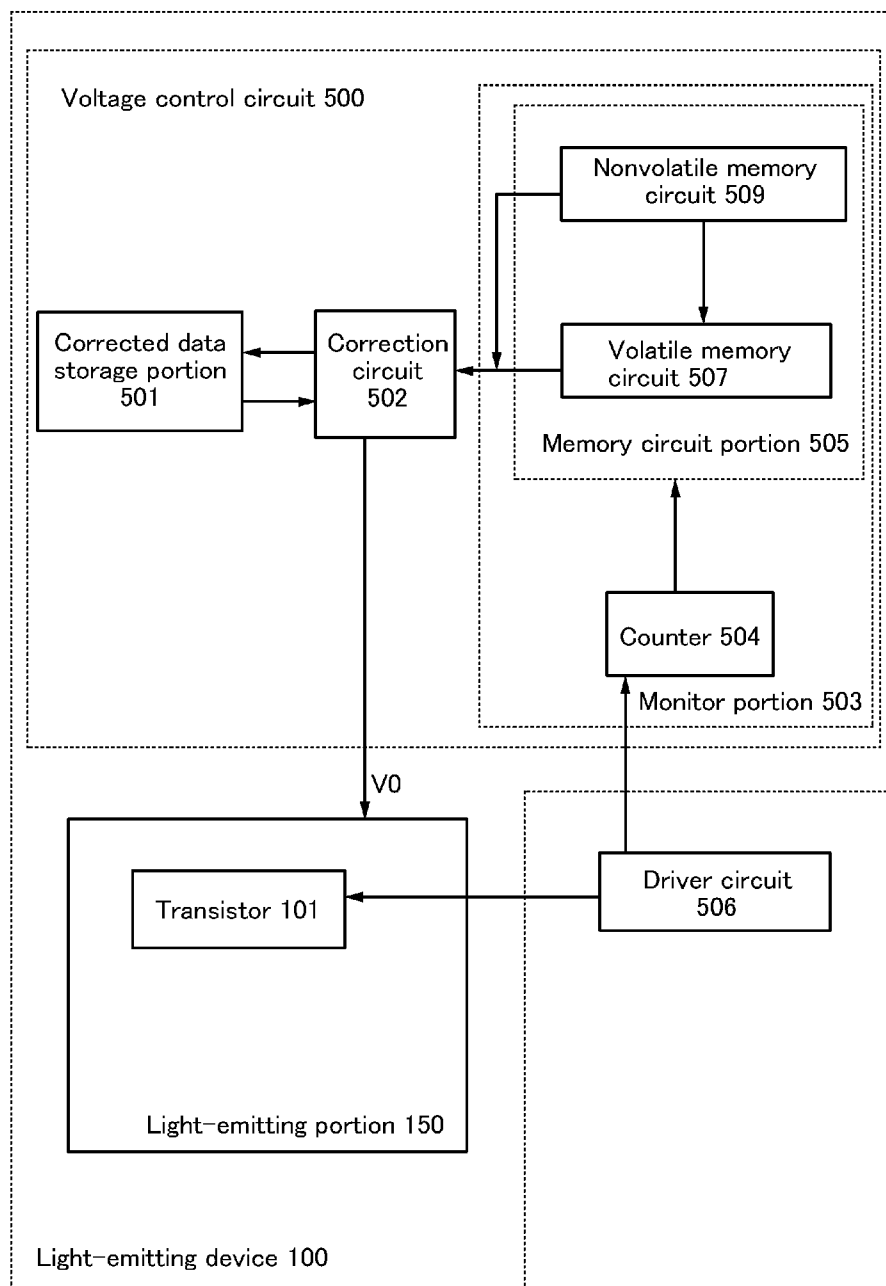 Voltage control circuit 500
Nonvolatile memory
circuit 509
Corrected data
storage portion
501
Correction
circuit
502
Volatile memory
circuit 507
Memory circuit portion 505
Counter 504
Monitor portion 503
V0
Transistor 101
Driver circuit
506
Light-emitting portion 150
Light-emitting device 100